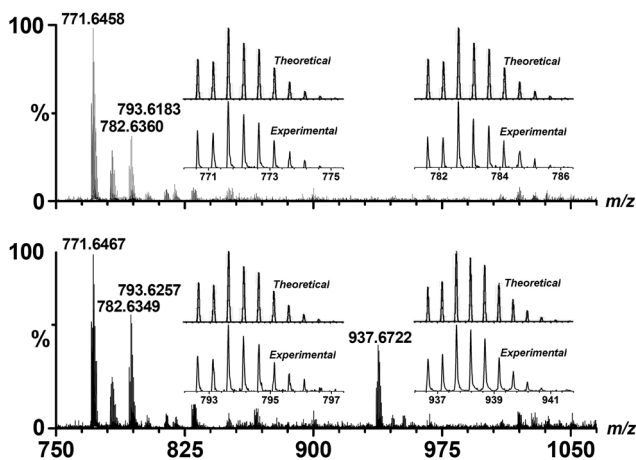 100
771.6458
793.6183
782.6360
%
0
Theoretical
Experimental
771 773 775
Theoretical
Experimental
782 784 786
m/z
100
771.6467
793.6257
782.6349
%
0
Theoretical
Experimental
793 795 797
937.6722
Theoretical
Experimental
937 939 941
m/z
750 825 900 975 1050